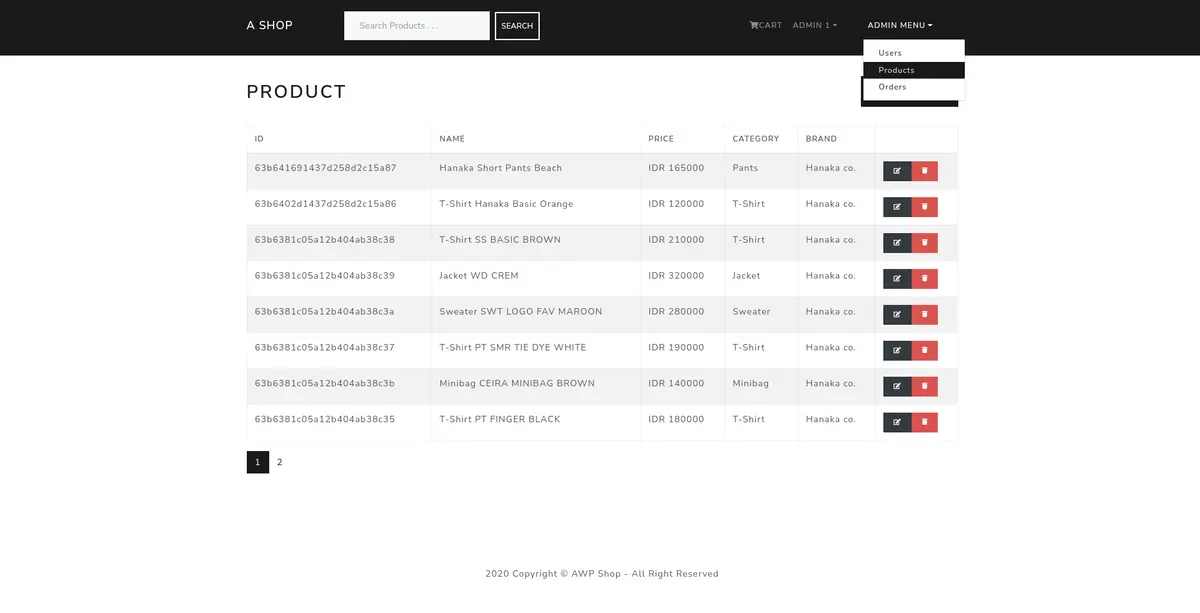 A SHOP Search Products . . . SEARCH CART ADMIN 1 ADMIN MENU
Users
Products
Orders
PRODUCT
ID NAME PRICE CATEGORY BRAND
63b641691437d258d2c15a87 Hanaka Short Pants Beach IDR 165000 Pants Hanaka co.
63b6402d1437d258d2c15a86 T-Shirt Hanaka Basic Orange IDR 120000 T-Shirt Hanaka co.
63b6381c05a12b404ab38c38 T-Shirt SS BASIC BROWN IDR 210000 T-Shirt Hanaka co.
63b6381c05a12b404ab38c39 Jacket WD CREM IDR 320000 Jacket Hanaka co.
63b6381c05a12b404ab38c3a Sweater SWT LOGO FAV MAROON IDR 280000 Sweater Hanaka co.
63b6381c05a12b404ab38c37 T-Shirt PT SMR TIE DYE WHITE IDR 190000 T-Shirt Hanaka co.
63b6381c05a12b404ab38c3b Minibag CEIRA MINIBAG BROWN IDR 140000 Minibag Hanaka co.
63b6381c05a12b404ab38c35 T-Shirt PT FINGER BLACK IDR 180000 T-Shirt Hanaka co.
1 2
2020 Copyright © AWP Shop - All Right Reserved